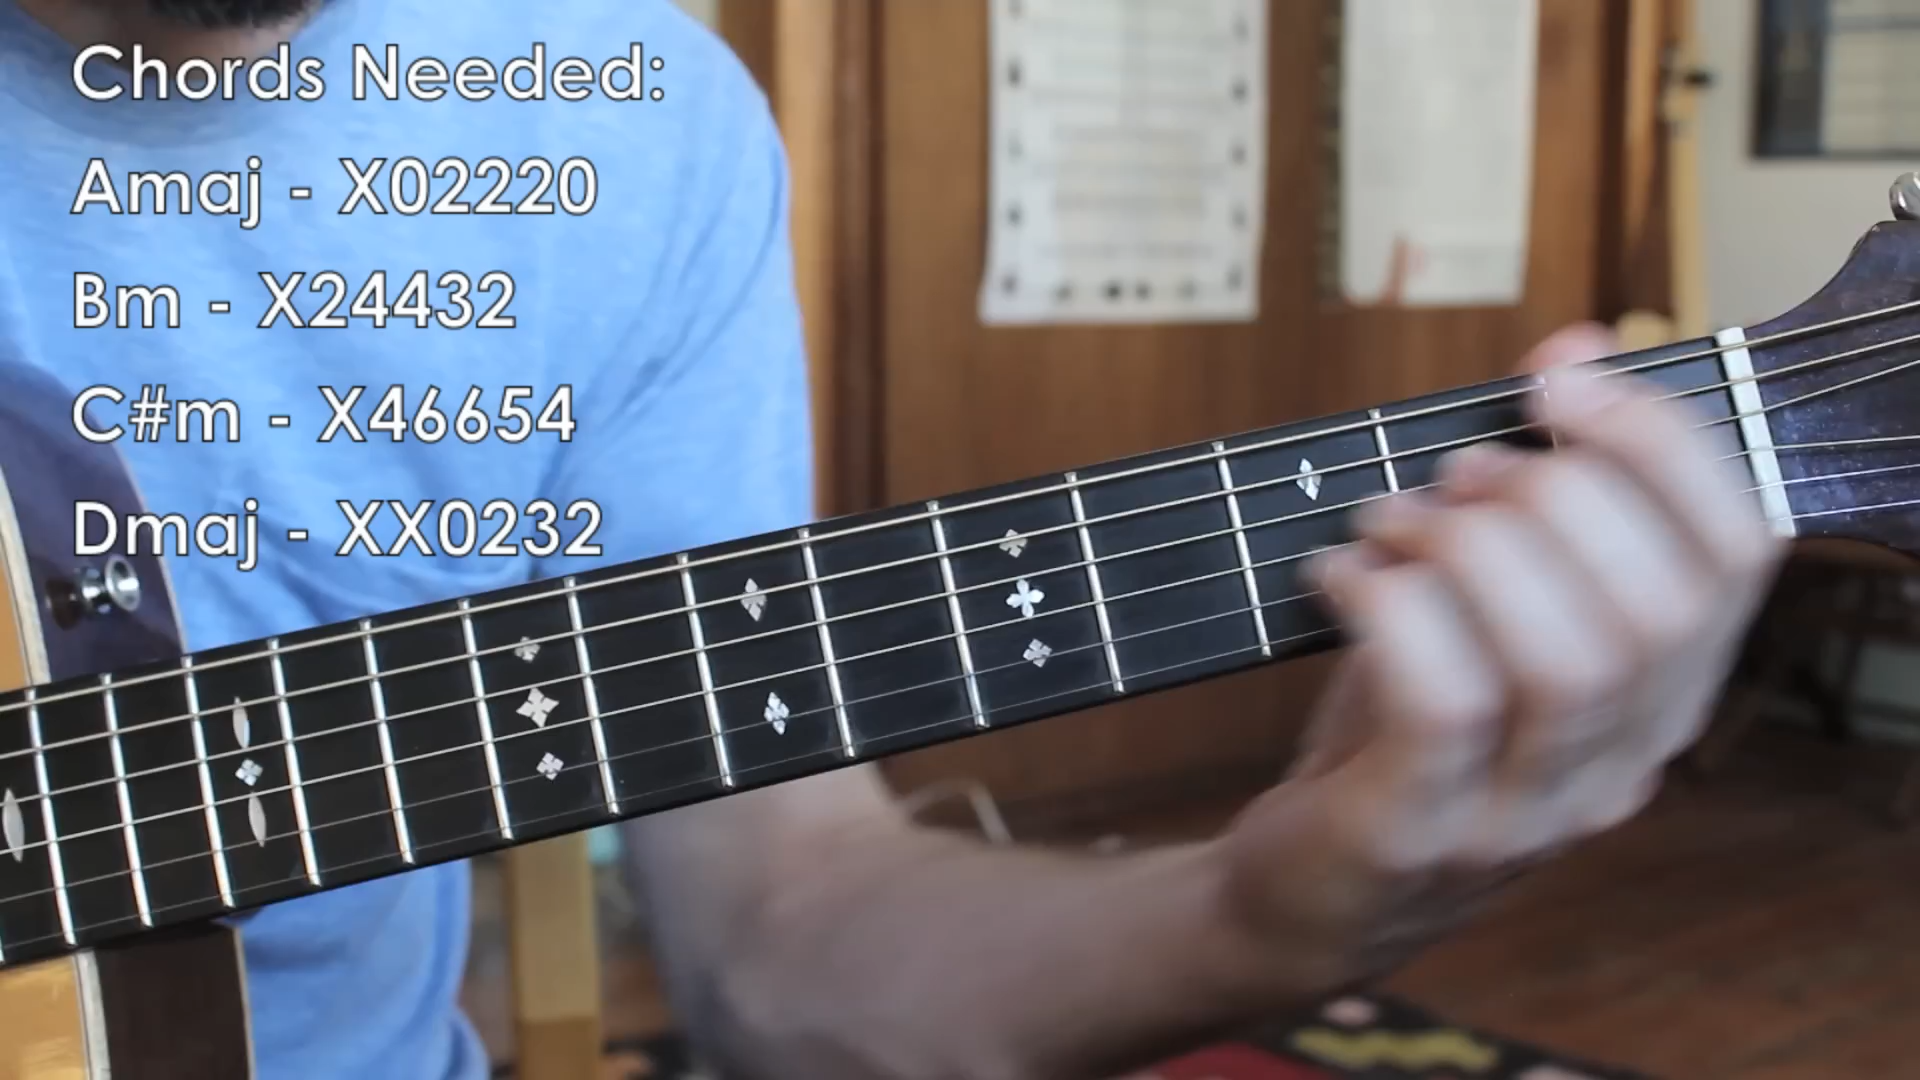 Chords Needed:
Amaj - X02220
Bm - X24432
C#m - X46654
Dmaj - XX0232